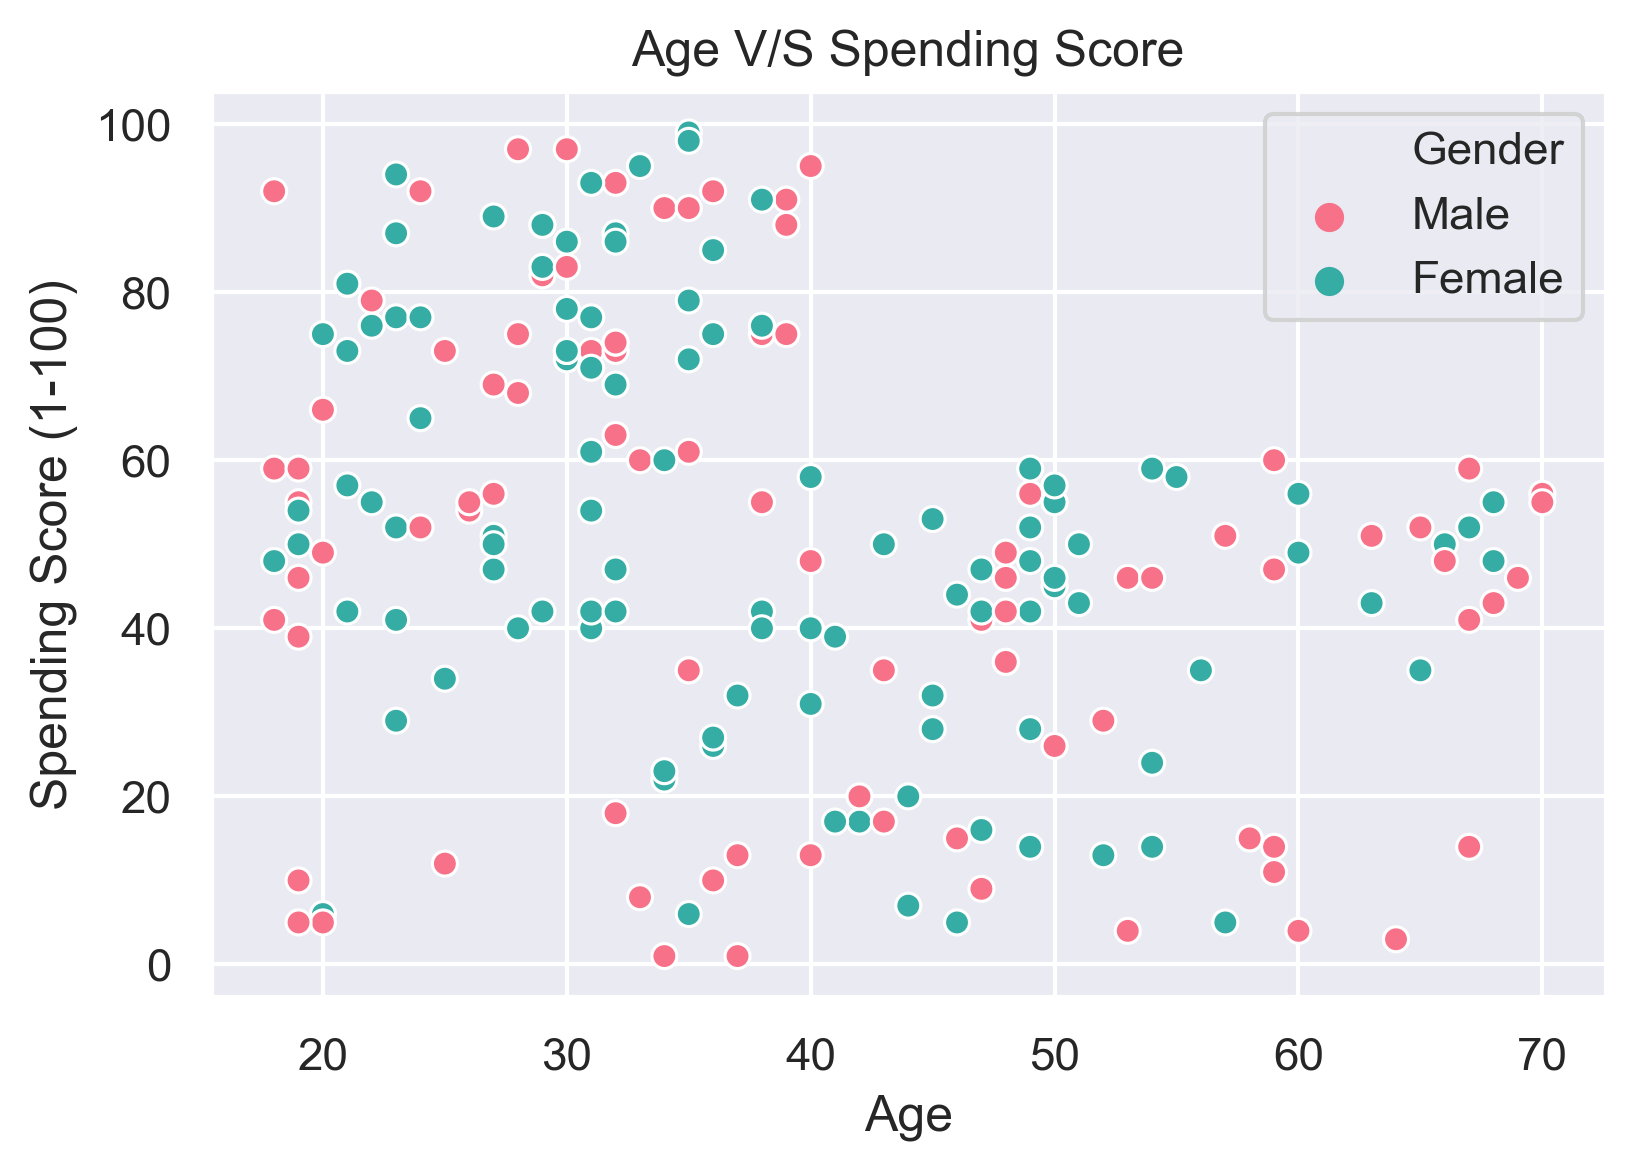 Age V/S Spending Score
Gender
Male
Female
Spending Score (1-100)
100
80
60
40
20
0
20 30 40 50 60 70
Age